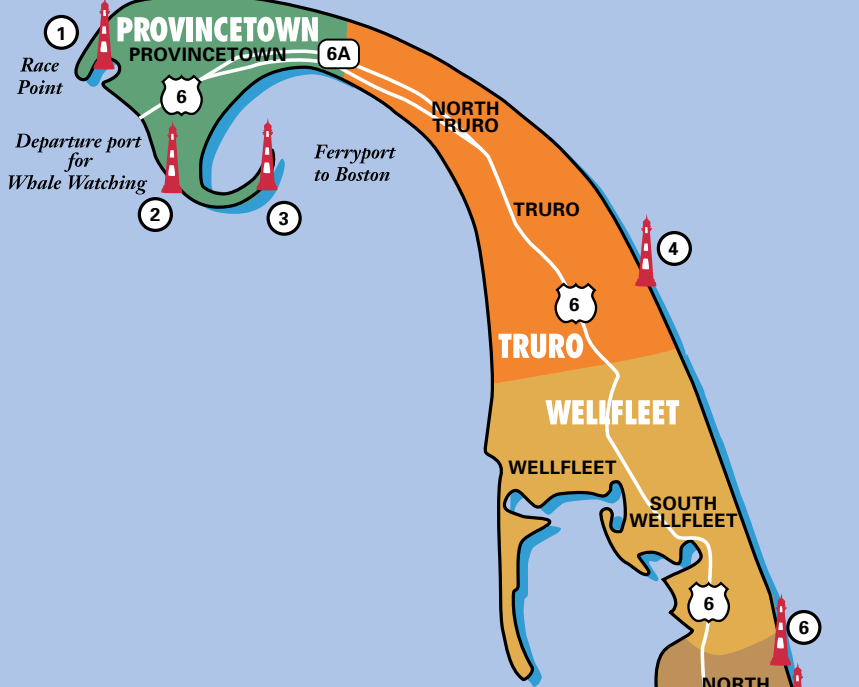 1
PROVINCETOWN
PROVINCETOWN
6A
Race
Point
6
NORTH
TRURO
Departure port
for
Whale Watching
Ferryport
to Boston
2
3
TRURO
4
6
TRURO
WELLFLEET
WELLFLEET
SOUTH
WELLFLEET
6
6
NORTH